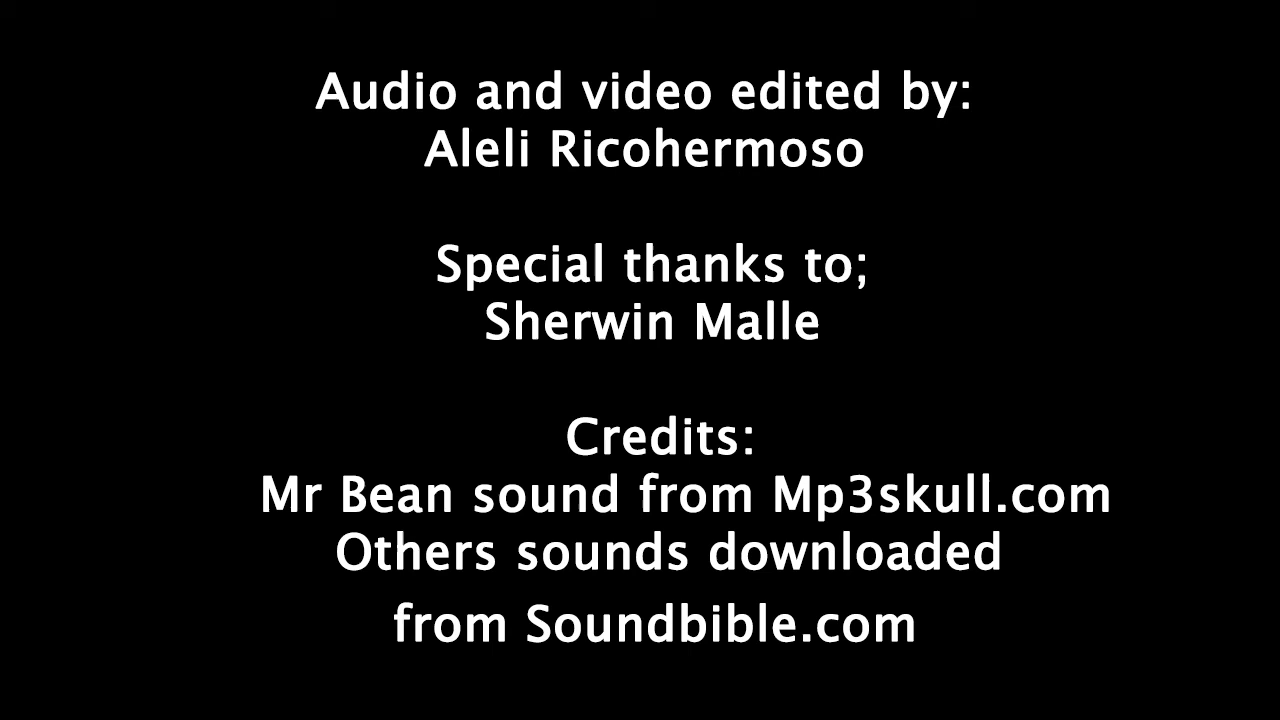 Audio and video edited by:
Aleli Ricohermoso
Special thanks to;
Sherwin Malle
Credits:
Mr Bean sound from Mp3skull.com
Others sounds downloaded
from Soundbible.com